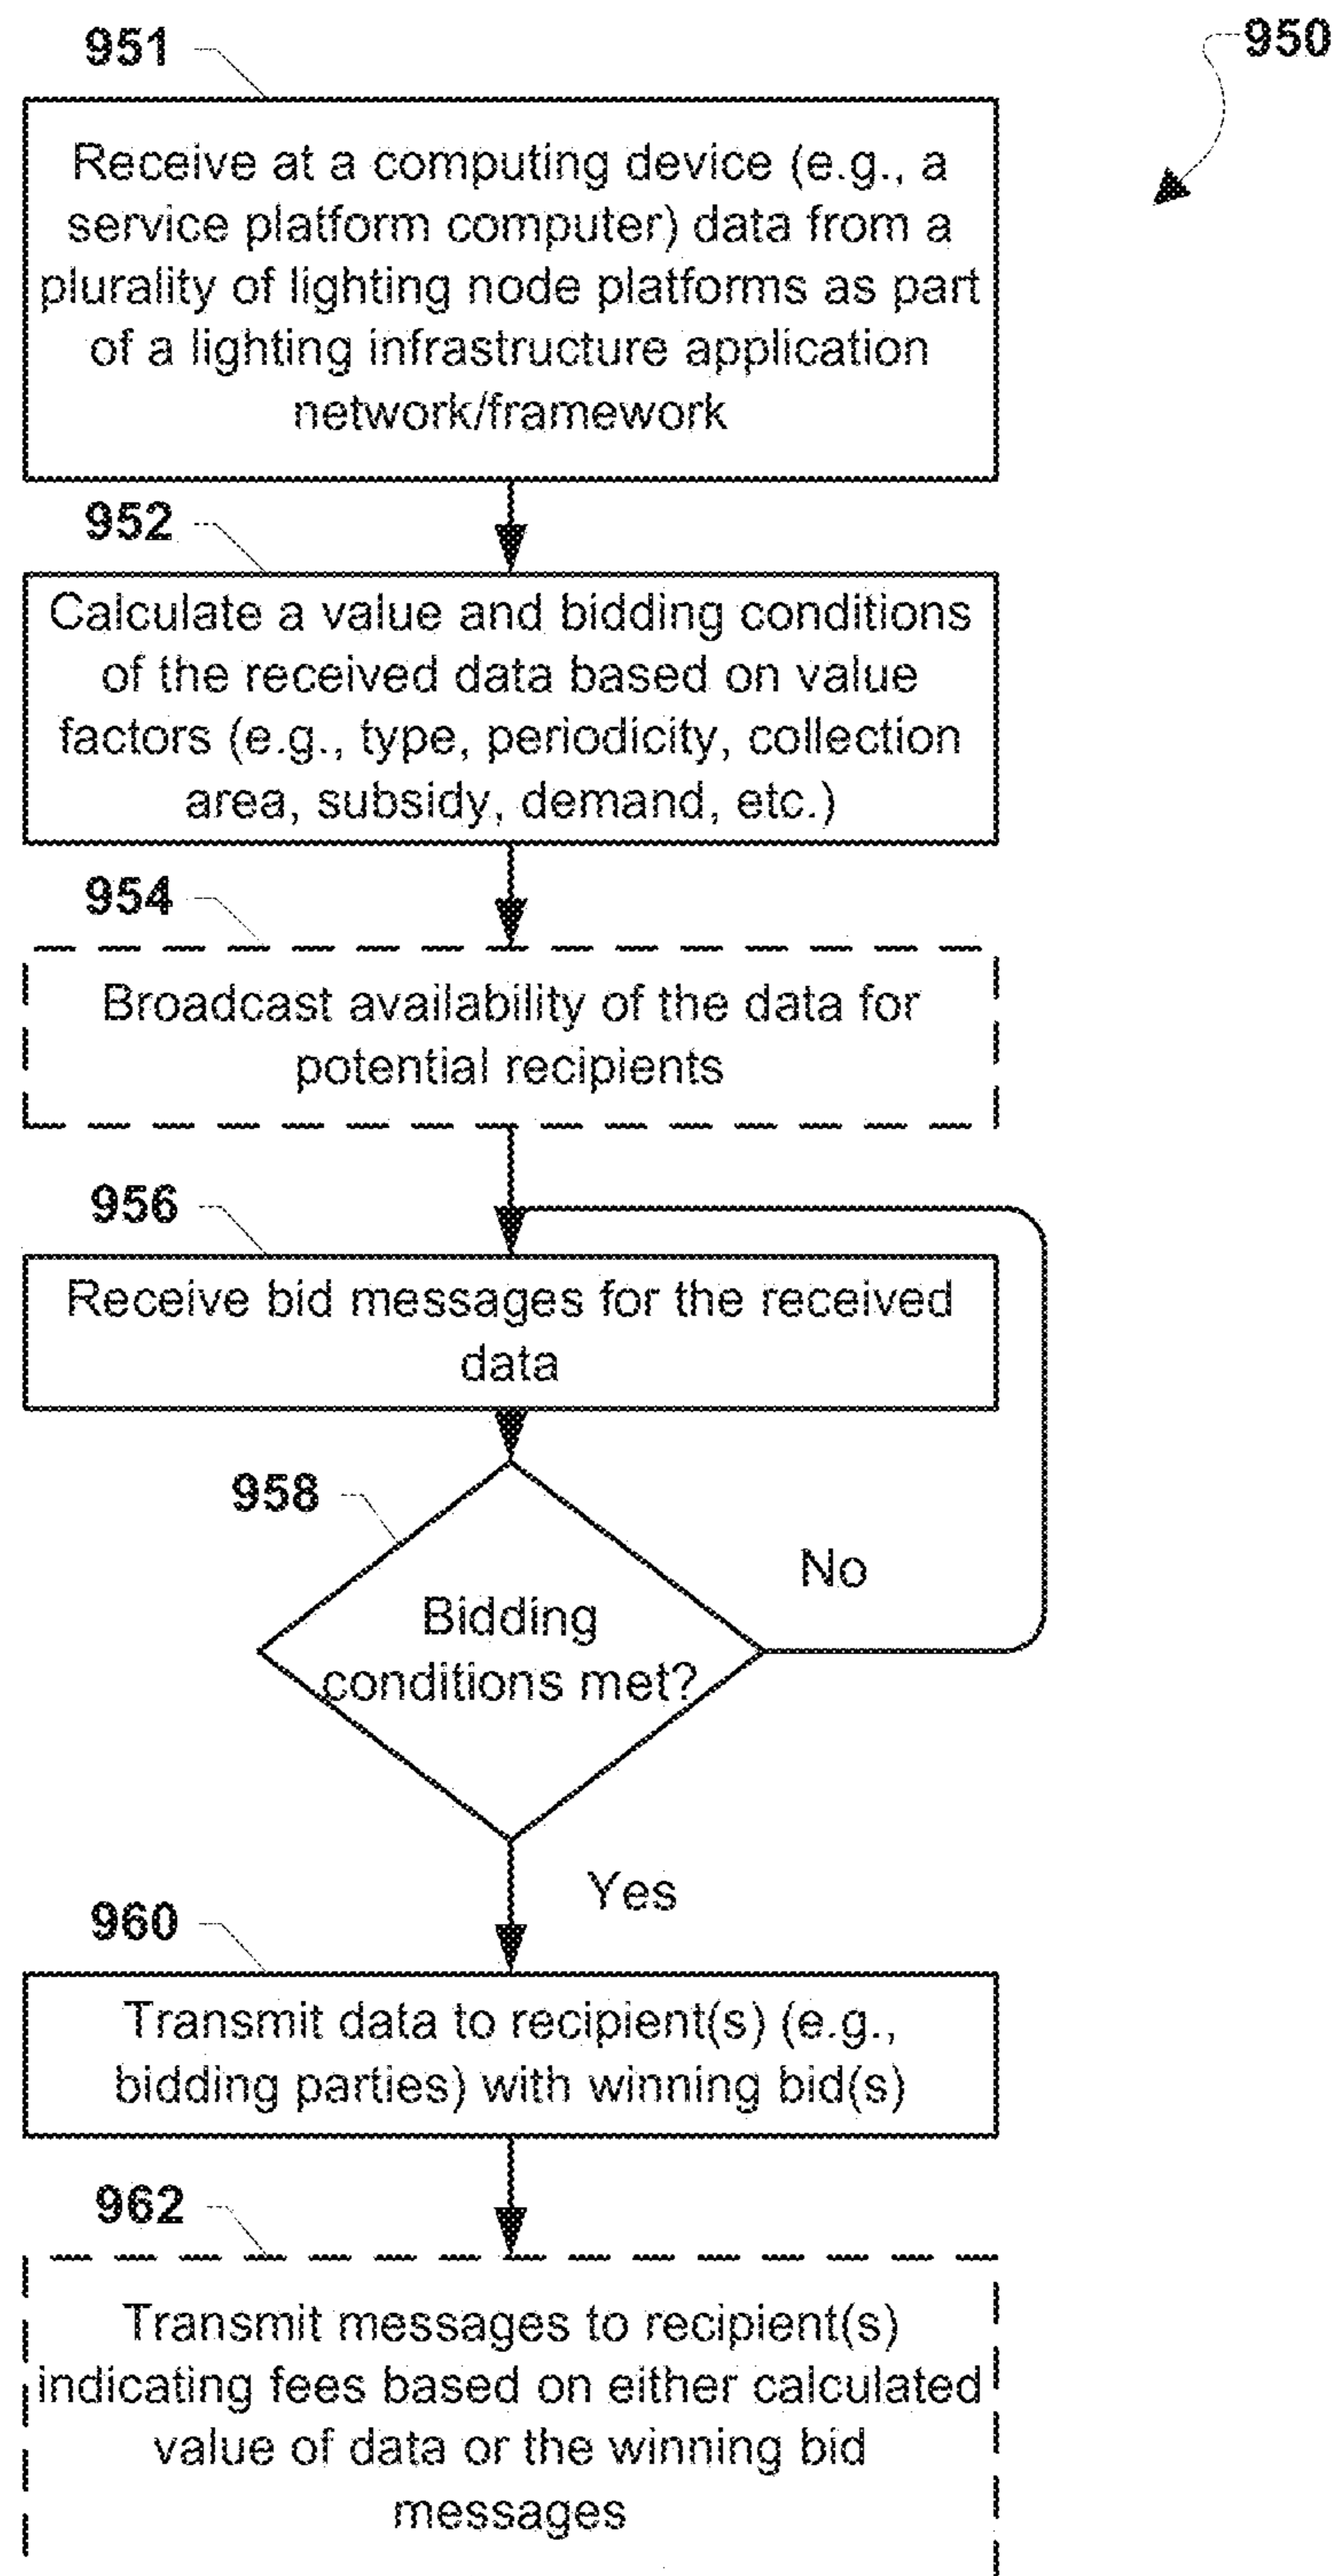 951
950
Receive at a computing device (e.g., a
service platform computer) data from a
plurality of lighting node platforms as part
of a lighting infrastructure application
network/framework
952
Calculate a value and bidding conditions
of the received data based on value
factors (e.g., type, periodicity, collection
area, subsidy, demand, etc.)
954
Broadcast availability of the data for
potential recipients
956
Receive bid messages for the received
data
958
No
Bidding
conditions met?
Yes
960
Transmit data to recipient(s) (e.g.,
bidding parties) with winning bid(s)
962
Transmit messages to recipient(s)
indicating fees based on either calculated
value of data or the winning bid
messages